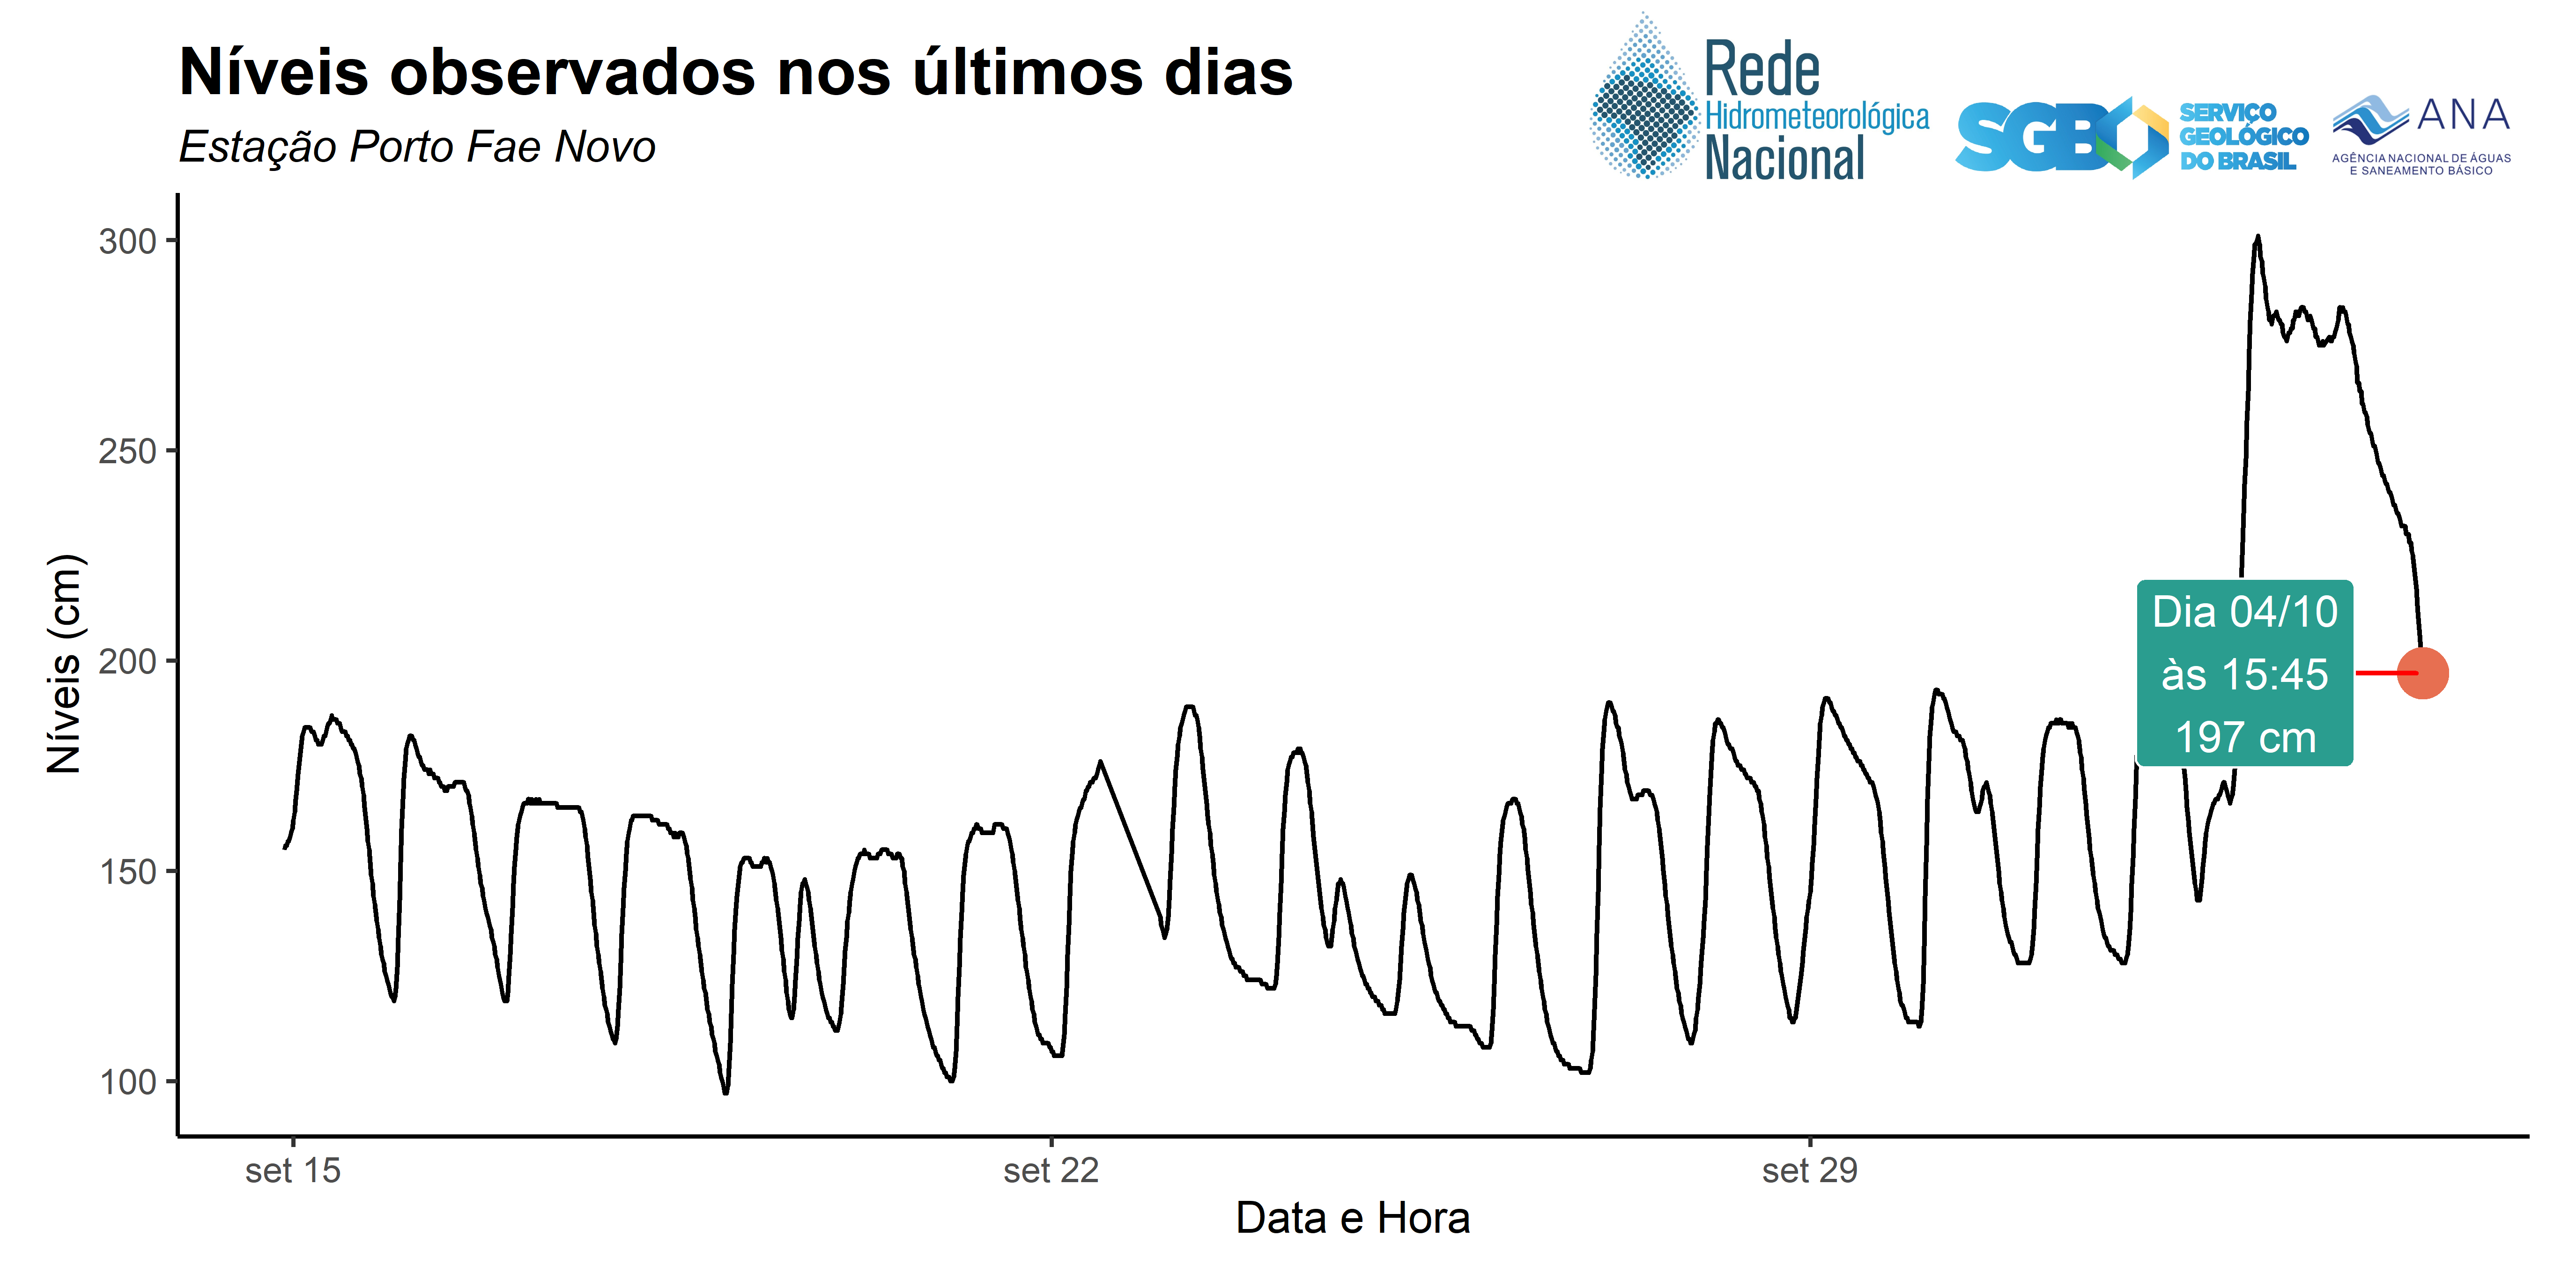 Níveis observados nos últimos dias
Estação Porto Fae Novo
Rede
Hidrometeorológica
Nacional
SGB
SERVIÇO
GEOLÓGICO
DO BRASIL
ANA
AGÊNCIA NACIONAL DE ÁGUAS
E SANEAMENTO BÁSICO
Níveis (cm)
300
250
200
150
100
Dia 04/10
às 15:45
197 cm
set 15
set 22
set 29
Data e Hora